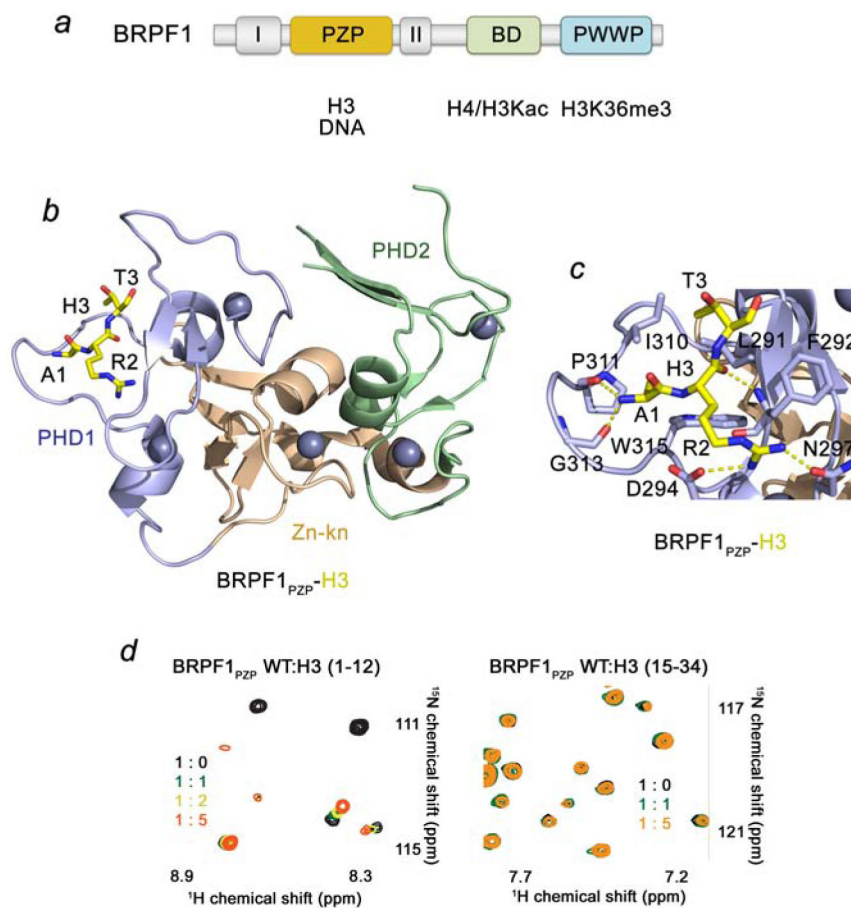 a
BRPF1 I PZP II BD PWWP
H3 H4/H3Kac H3K36me3
DNA
b
PHD2
T3
H3
A1 R2
PHD1
Zn-kn
BRPF1PZP-H3
c
T3
I310 L291 F292
P311 H3
A1
W315 R2 N297
G313
D294
BRPF1PZP-H3
d
BRPF1PZP WT:H3 (1-12)
1 : 0
1 : 1
1 : 2
1 : 5
111
115
15N chemical shift (ppm)
8.9 8.3
1H chemical shift (ppm)
BRPF1PZP WT:H3 (15-34)
1 : 0
1 : 1
1 : 5
117
121
15N chemical shift (ppm)
7.7 7.2
1H chemical shift (ppm)